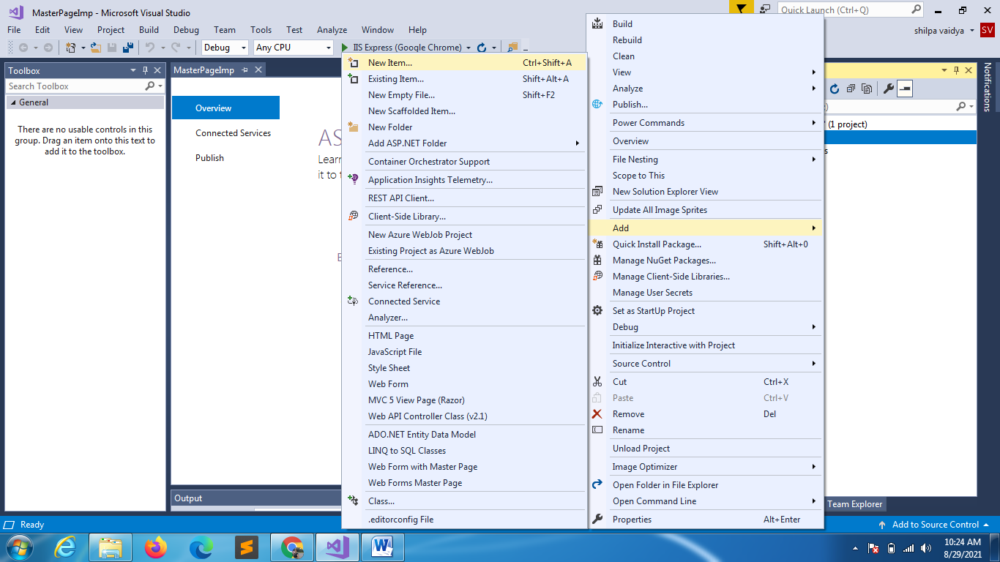 MasterPageImp - Microsoft Visual Studio
Quick Launch (Ctrl+Q)
File Edit View Project Build Debug Team Tools Test Analyze Window Help
shilpa vaidya SV
Debug Any CPU IIS Express (Google Chrome)
Toolbox
Search Toolbox
General
There are no usable controls in this
group. Drag an item onto this text to
add it to the toolbox.
MasterPageImp
Overview
Connected Services
Publish
AS
Learn
it to
Output
New Item... Ctrl+Shift+A
Existing Item... Shift+Alt+A
New Empty File... Shift+F2
New Scaffolded Item...
New Folder
Add ASP.NET Folder
Container Orchestrator Support
Application Insights Telemetry...
REST API Client...
Client-Side Library...
New Azure WebJob Project
Existing Project as Azure WebJob
Reference...
Service Reference...
Connected Service
Analyzer...
HTML Page
JavaScript File
Style Sheet
Web Form
MVC 5 View Page (Razor)
Web API Controller Class (v2.1)
ADO.NET Entity Data Model
LINQ to SQL Classes
Web Form with Master Page
Web Forms Master Page
Class...
.editorconfig File
Build
Rebuild
Clean
View
Analyze
Publish...
Power Commands
Overview
File Nesting
Scope to This
New Solution Explorer View
Update All Image Sprites
Add
Quick Install Package... Shift+Alt+0
Manage NuGet Packages...
Manage Client-Side Libraries...
Manage User Secrets
Set as StartUp Project
Debug
Initialize Interactive with Project
Source Control
Cut Ctrl+X
Paste Ctrl+V
Remove Del
Rename
Unload Project
Image Optimizer
Open Folder in File Explorer
Open Command Line
Properties Alt+Enter
' (1 project)
s
Team Explorer
Notifications
Ready
Add to Source Control
10:24 AM
8/29/2021